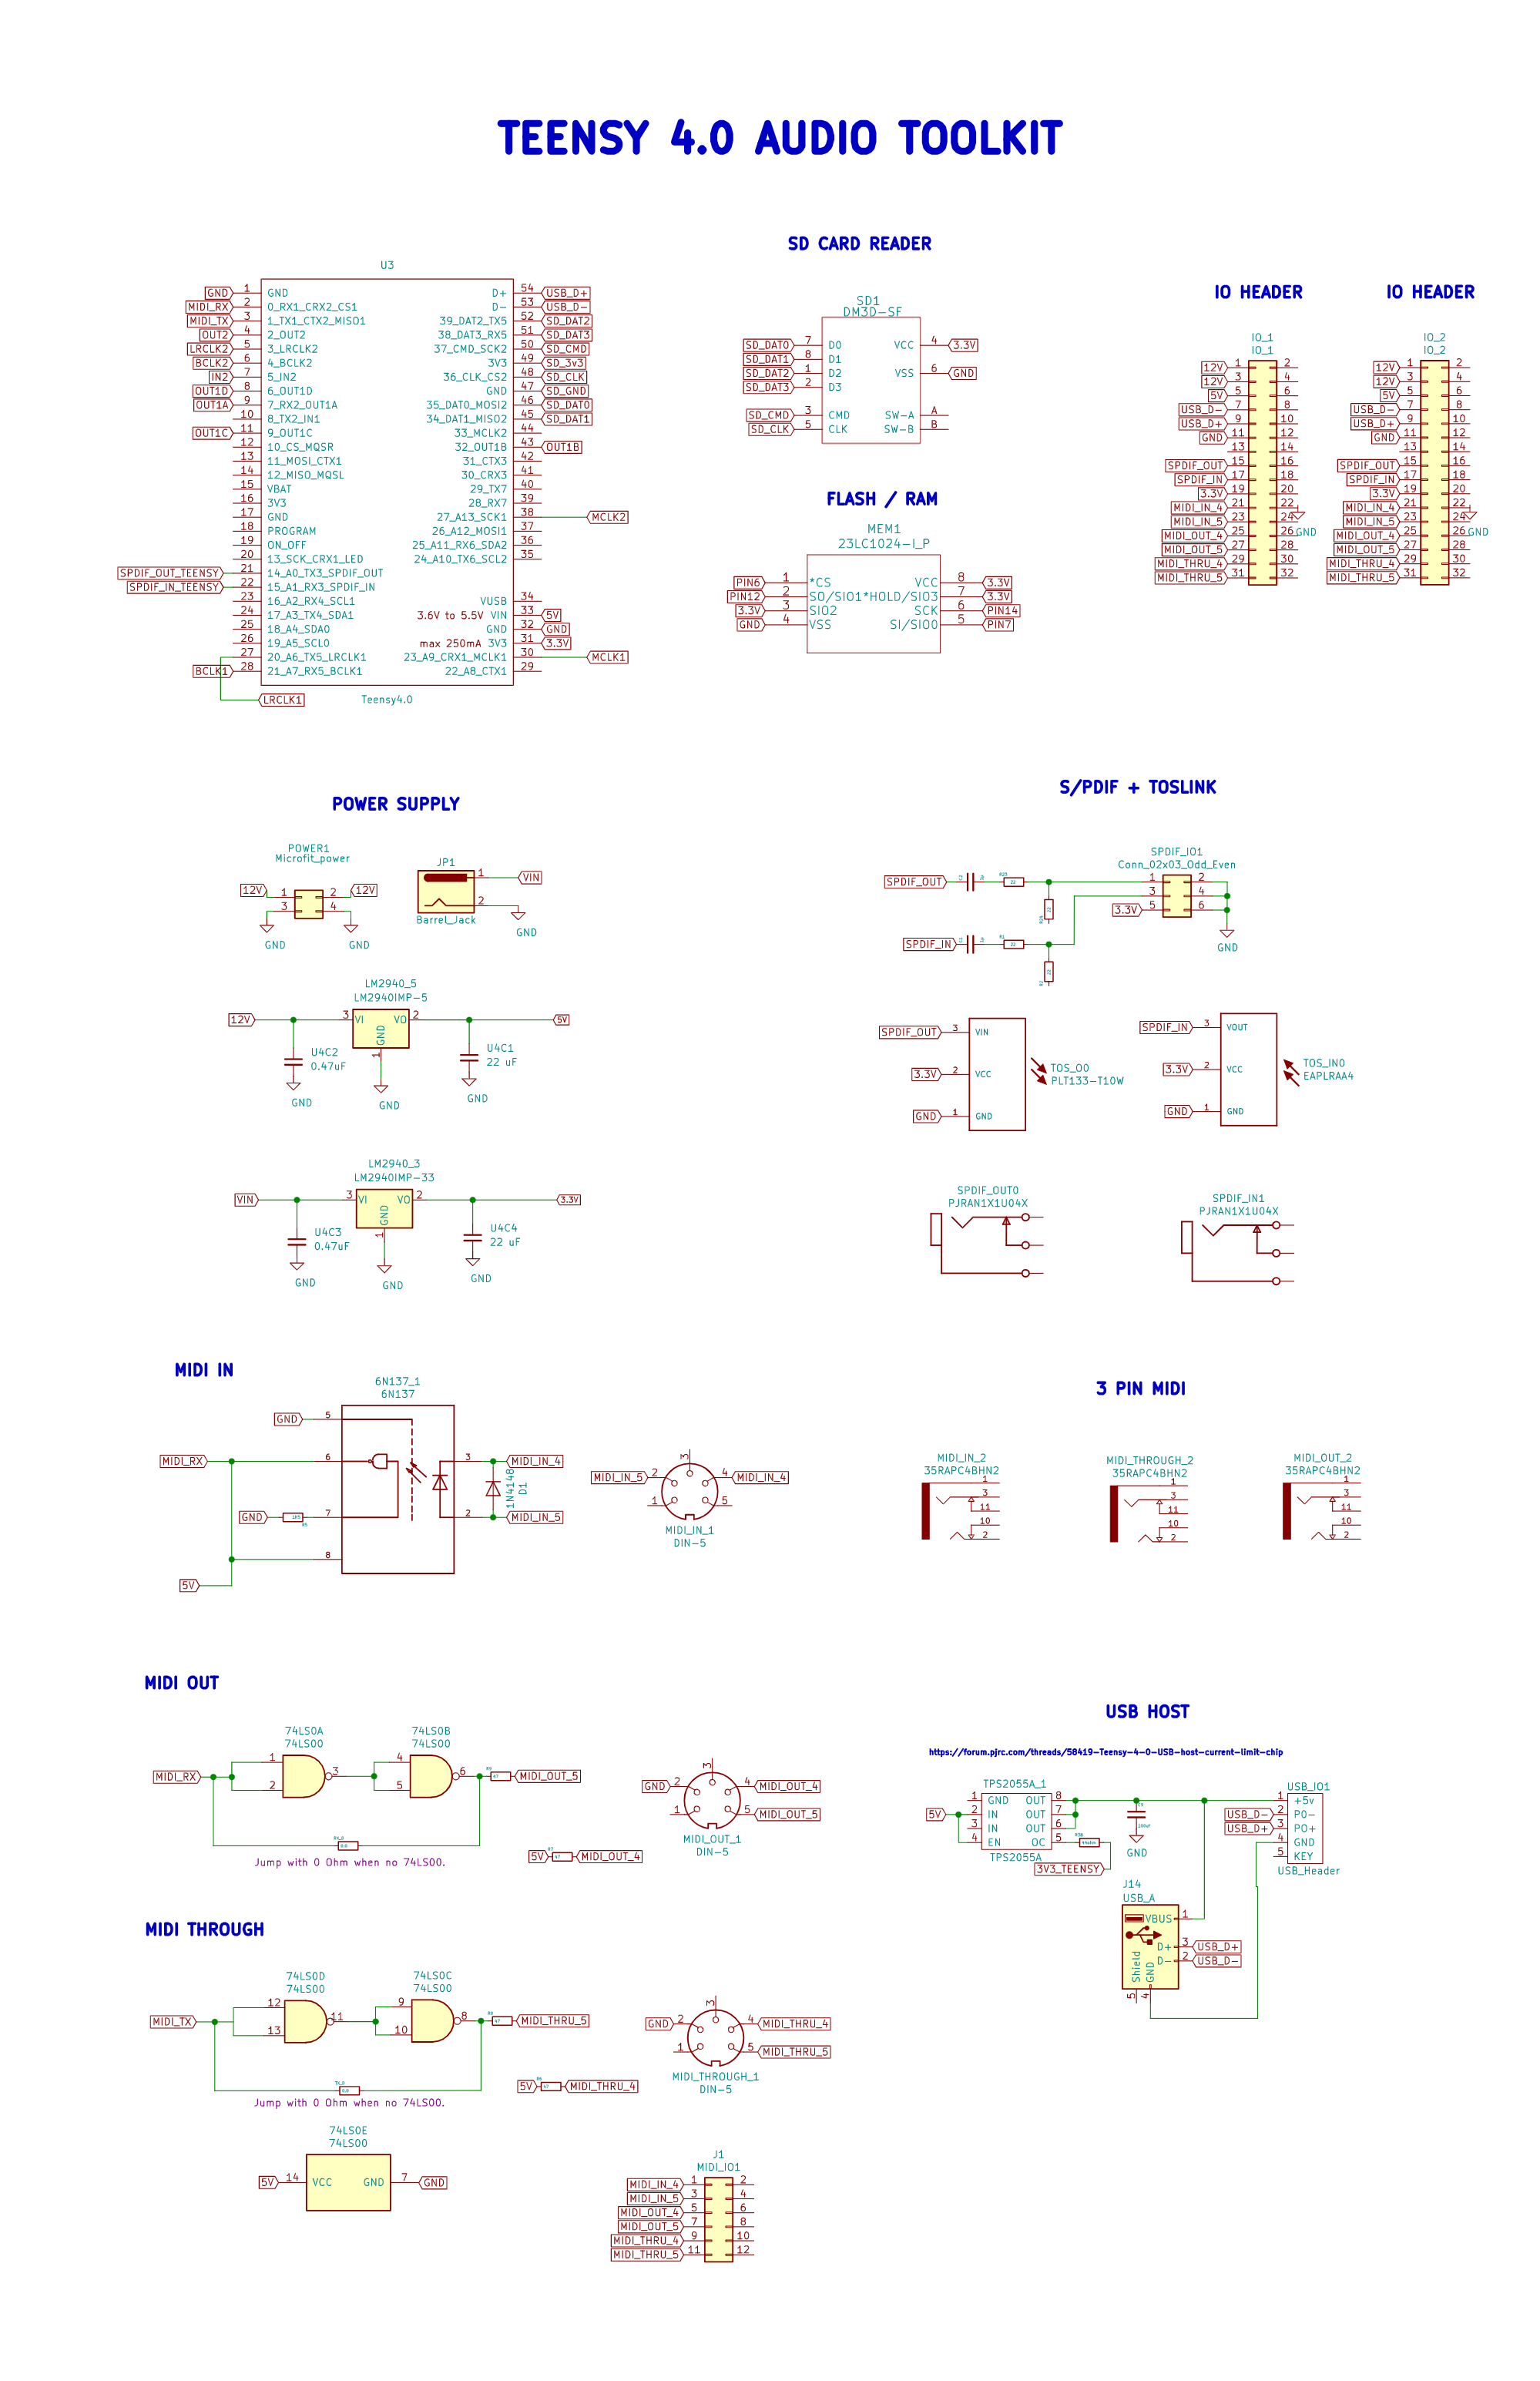 TEENSY 4.0 AUDIO TOOLKIT
U3
GND 1 GND D+ 54 USB_D+
MIDI_RX 2 0_RX1_CRX2_CS1 D- 53 USB_D-
MIDI_TX 3 1_TX1_CTX2_MISO1 39_DAT2_TX5 52 SD_DAT2
OUT2 4 2_OUT2 38_DAT3_RX5 51 SD_DAT3
LRCLK2 5 3_LRCLK2 37_CMD_SCK2 50 SD_CMD
BCLK2 6 4_BCLK2 3V3 49 SD_3v3
IN2 7 5_IN2 36_CLK_CS2 48 SD_CLK
OUT1D 8 6_OUT1D GND 47 SD_GND
OUT1A 9 7_RX2_OUT1A 35_DAT0_MOSI2 46 SD_DAT0
10 8_TX2_IN1 34_DAT1_MISO2 45 SD_DAT1
OUT1C 11 9_OUT1C 33_MCLK2 44
12 10_CS_MQSR 32_OUT1B 43 OUT1B
13 11_MOSI_CTX1 31_CTX3 42
14 12_MISO_MQSL 30_CRX3 41
15 VBAT 29_TX7 40
16 3V3 28_RX7 39
17 GND 27_A13_SCK1 38 MCLK2
18 PROGRAM 26_A12_MOSI1 37
19 ON_OFF 25_A11_RX6_SDA2 36
20 13_SCK_CRX1_LED 24_A10_TX6_SCL2 35
SPDIF_OUT_TEENSY 21 14_A0_TX3_SPDIF_OUT
SPDIF_IN_TEENSY 22 15_A1_RX3_SPDIF_IN
23 16_A2_RX4_SCL1 VUSB 34
24 17_A3_TX4_SDA1 3.6V to 5.5V VIN 33 5V
25 18_A4_SDA0 GND 32 GND
26 19_A5_SCL0 max 250mA 3V3 31 3.3V
27 20_A6_TX5_LRCLK1 23_A9_CRX1_MCLK1 30 MCLK1
BCLK1 28 21_A7_RX5_BCLK1 22_A8_CTX1 29
LRCLK1
Teensy4.0
SD CARD READER
SD1
DM3D-SF
SD_DAT0 7 D0 VCC 4 3.3V
SD_DAT1 8 D1
SD_DAT2 1 D2 VSS 6 GND
SD_DAT3 2 D3
SD_CMD 3 CMD SW-A A
SD_CLK 5 CLK SW-B B
FLASH / RAM
MEM1
23LC1024-I_P
PIN6 1 *CS VCC 8 3.3V
PIN12 2 SO/SIO1 *HOLD/SIO3 7 3.3V
3.3V 3 SIO2 SCK 6 PIN14
GND 4 VSS SI/SIO0 5 PIN7
IO HEADER
IO_1
IO_1
12V 1 2
12V 3 4
5V 5 6
USB_D- 7 8
USB_D+ 9 10
GND 11 12
13 14
SPDIF_OUT 15 16
SPDIF_IN 17 18
3.3V 19 20
MIDI_IN_4 21 22
MIDI_IN_5 23 24
MIDI_OUT_4 25 26 GND
MIDI_OUT_5 27 28
MIDI_THRU_4 29 30
MIDI_THRU_5 31 32
IO HEADER
IO_2
IO_2
12V 1 2
12V 3 4
5V 5 6
USB_D- 7 8
USB_D+ 9 10
GND 11 12
13 14
SPDIF_OUT 15 16
SPDIF_IN 17 18
3.3V 19 20
MIDI_IN_4 21 22
MIDI_IN_5 23 24
MIDI_OUT_4 25 26 GND
MIDI_OUT_5 27 28
MIDI_THRU_4 29 30
MIDI_THRU_5 31 32
POWER SUPPLY
POWER1
Microfit_power
12V 1 2 12V
3 4
GND GND
JP1
1 VIN
2
Barrel_Jack
GND
LM2940_5
LM2940IMP-5
12V 3 VI VO 2 5V
GND
1
U4C2
0.47uF
U4C1
22 uF
GND GND GND
LM2940_3
LM2940IMP-33
VIN 3 VI VO 2 3.3V
GND
1
U4C3
0.47uF
U4C4
22 uF
GND GND GND
S/PDIF + TOSLINK
SPDIF_IO1
Conn_02x03_Odd_Even
SPDIF_OUT 22 1 2
22 3 4
3.3V 5 6
SPDIF_IN R1 22
22
GND
SPDIF_OUT 3 VIN
3.3V 2 VCC
GND 1 GND
TOS_O0
PLT133-T10W
SPDIF_IN 3 VOUT
3.3V 2 VCC
GND 1 GND
TOS_IN0
EAPLRAA4
SPDIF_OUT0
PJRAN1X1U04X
SPDIF_IN1
PJRAN1X1U04X
MIDI IN
6N137_1
6N137
GND 5
MIDI_RX 6 3 MIDI_IN_4
GND 7 2 MIDI_IN_5
8
5V
1N4148
D1
MIDI_IN_5 2 3 4 MIDI_IN_4
1 5
MIDI_IN_1
DIN-5
3 PIN MIDI
MIDI_IN_2
35RAPC4BHN2
1
3
11
10
2
MIDI_THROUGH_2
35RAPC4BHN2
1
3
11
10
2
MIDI_OUT_2
35RAPC4BHN2
1
3
11
10
2
MIDI OUT
74LS0A
74LS00
74LS0B
74LS00
MIDI_RX 1 2 3 4 5 6 47 MIDI_OUT_5
0.0
Jump with 0 Ohm when no 74LS00.
5V 47 MIDI_OUT_4
GND 2 3 4 MIDI_OUT_4
1 5 MIDI_OUT_5
MIDI_OUT_1
DIN-5
USB HOST
https://forum.pjrc.com/threads/58419-Teensy-4-0-USB-host-current-limit-chip
TPS2055A_1
1 GND OUT 8
5V 2 IN OUT 7
3 IN OUT 6
4 EN OC 5
TPS2055A
3V3_TEENSY
GND
USB_IO1
1 +5v
USB_D- 2 P0-
USB_D+ 3 PO+
4 GND
5 KEY
USB_Header
J14
USB_A
VBUS 1
D+ 3 USB_D+
D- 2 USB_D-
Shield GND
5 4
MIDI THROUGH
74LS0D
74LS00
74LS0C
74LS00
MIDI_TX 12 13 11 9 10 8 47 MIDI_THRU_5
0.0
Jump with 0 Ohm when no 74LS00.
5V 47 MIDI_THRU_4
GND 2 3 4 MIDI_THRU_4
1 5 MIDI_THRU_5
MIDI_THROUGH_1
DIN-5
74LS0E
74LS00
5V 14 VCC GND 7 GND
J1
MIDI_IO1
MIDI_IN_4 1 2
MIDI_IN_5 3 4
MIDI_OUT_4 5 6
MIDI_OUT_5 7 8
MIDI_THRU_4 9 10
MIDI_THRU_5 11 12